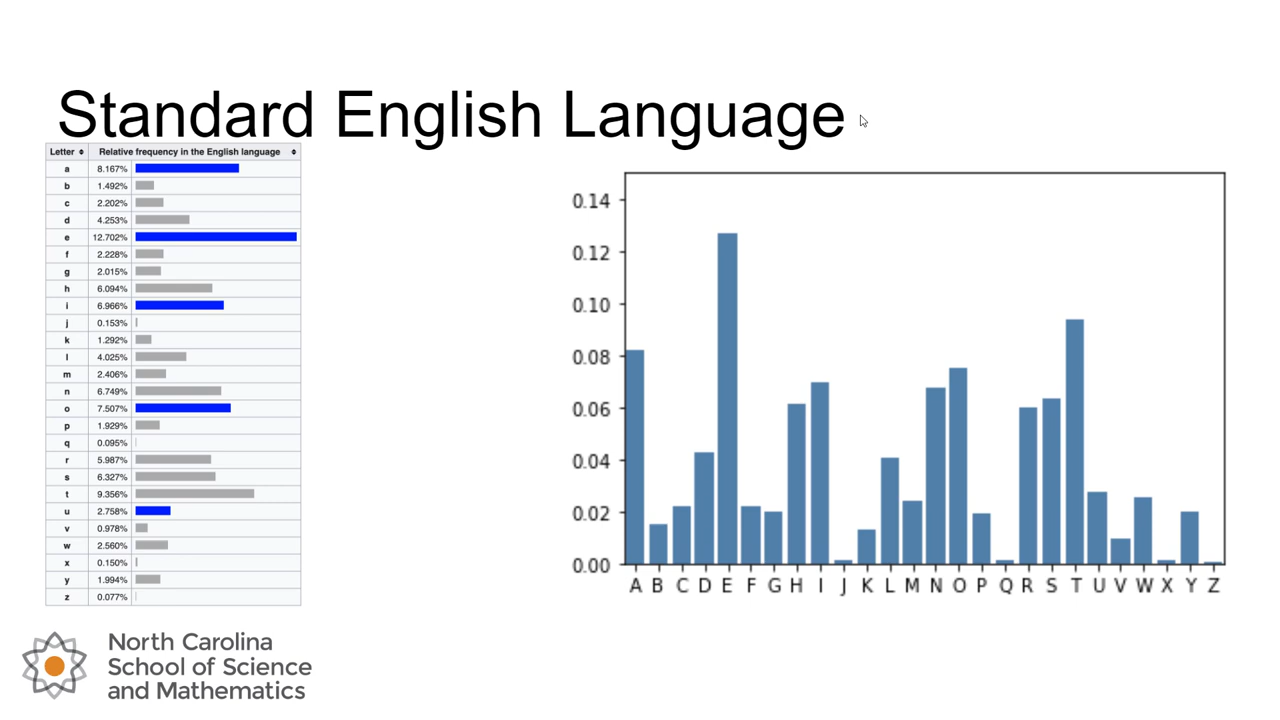 Standard English Language
Letter Relative frequency in the English language
a 8.167%
b 1.492%
c 2.202%
d 4.253%
e 12.702%
f 2.228%
g 2.015%
h 6.094%
i 6.966%
j 0.153%
k 1.292%
l 4.025%
m 2.406%
n 6.749%
o 7.507%
p 1.929%
q 0.095%
r 5.987%
s 6.327%
t 9.356%
u 2.758%
v 0.978%
w 2.560%
x 0.150%
y 1.994%
z 0.077%
0.14
0.12
0.10
0.08
0.06
0.04
0.02
0.00
A B C D E F G H I J K L M N O P Q R S T U V W X Y Z
North Carolina
School of Science
and Mathematics